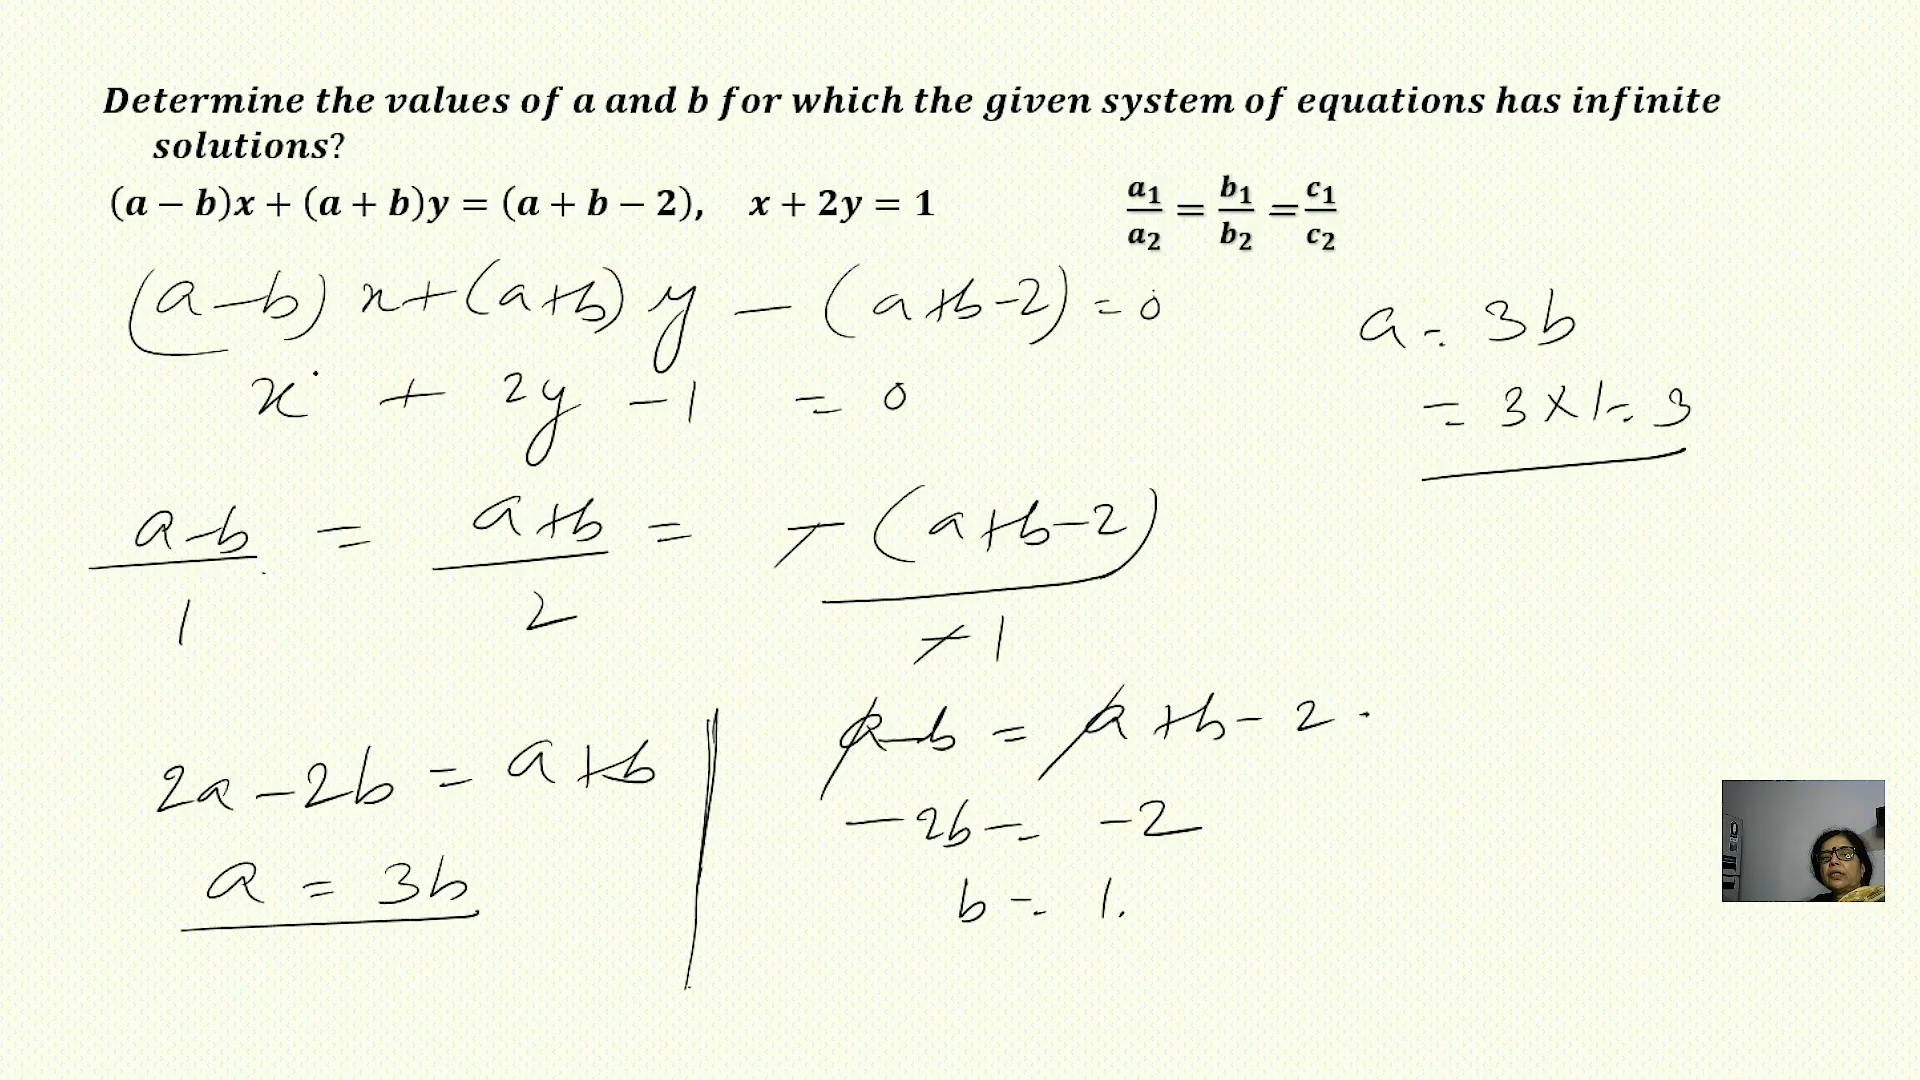 Determine the values of a and b for which the given system of equations has infinite
solutions?
(a − b)x + (a + b)y = (a + b − 2),    x + 2y = 1
a₁/a₂ = b₁/b₂ = c₁/c₂
(a-b) x + (a+b) y - (a+b-2) = 0
x + 2y - 1 = 0
a = 3b
= 3 × 1 = 3
a-b/1 = a+b/2 = -(a+b-2)/-1
2a - 2b = a+b
a = 3b
a-b = a+b-2.
-2b = -2
b = 1.